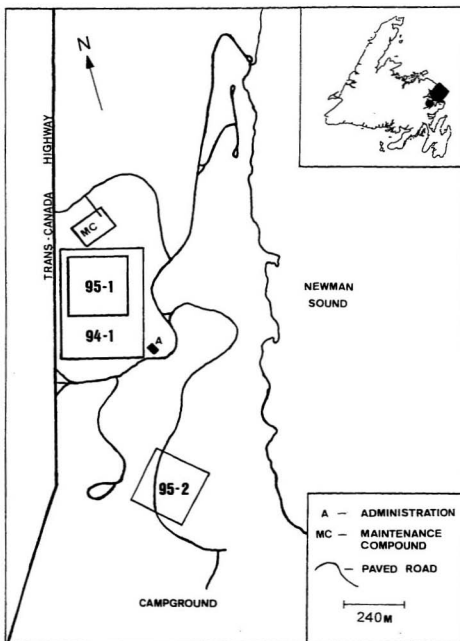 N
TRANS-CANADA HIGHWAY
MC
95-1
94-1
A
NEWMAN
SOUND
95-2
CAMPGROUND
A — ADMINISTRATION
MC — MAINTENANCE
COMPOUND
— PAVED ROAD
240M